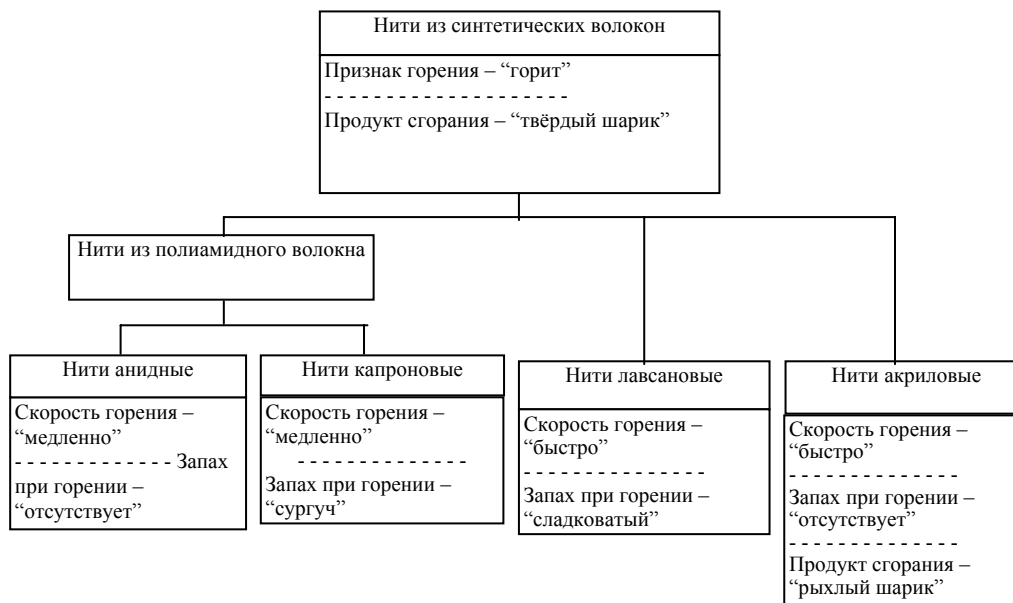 Нити из синтетических волокон
Признак горения – “горит”
- - - - - - - - - - - - - - - - - - - - -
Продукт сгорания – “твёрдый шарик”
Нити из полиамидного волокна
Нити анидные
Скорость горения –
“медленно”
- - - - - - - - - - - - - Запах
при горении –
“отсутствует”
Нити капроновые
Скорость горения –
“медленно”
- - - - - - - - - - - - - -
Запах при горении –
“сургуч”
Нити лавсановые
Скорость горения –
“быстро”
- - - - - - - - - - - - - - -
Запах при горении –
“сладковатый”
Нити акриловые
Скорость горения –
“быстро”
- - - - - - - - - - - - - -
Запах при горении –
“отсутствует”
- - - - - - - - - - - - - -
Продукт сгорания –
“рыхлый шарик”